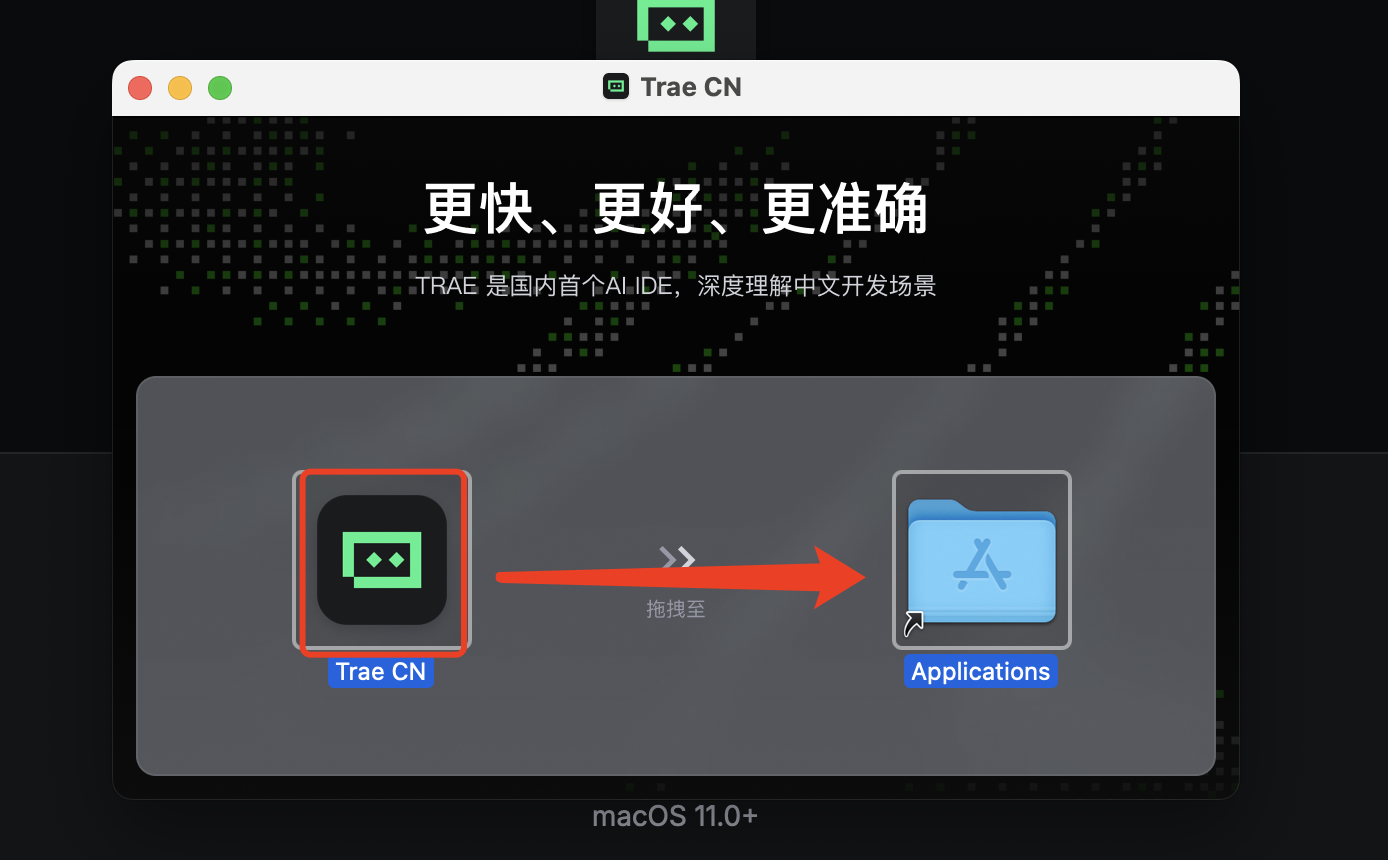 Trae CN
更快、更好、更准确
TRAE 是国内首个AI IDE，深度理解中文开发场景
拖拽至
Trae CN
Applications
macOS 11.0+